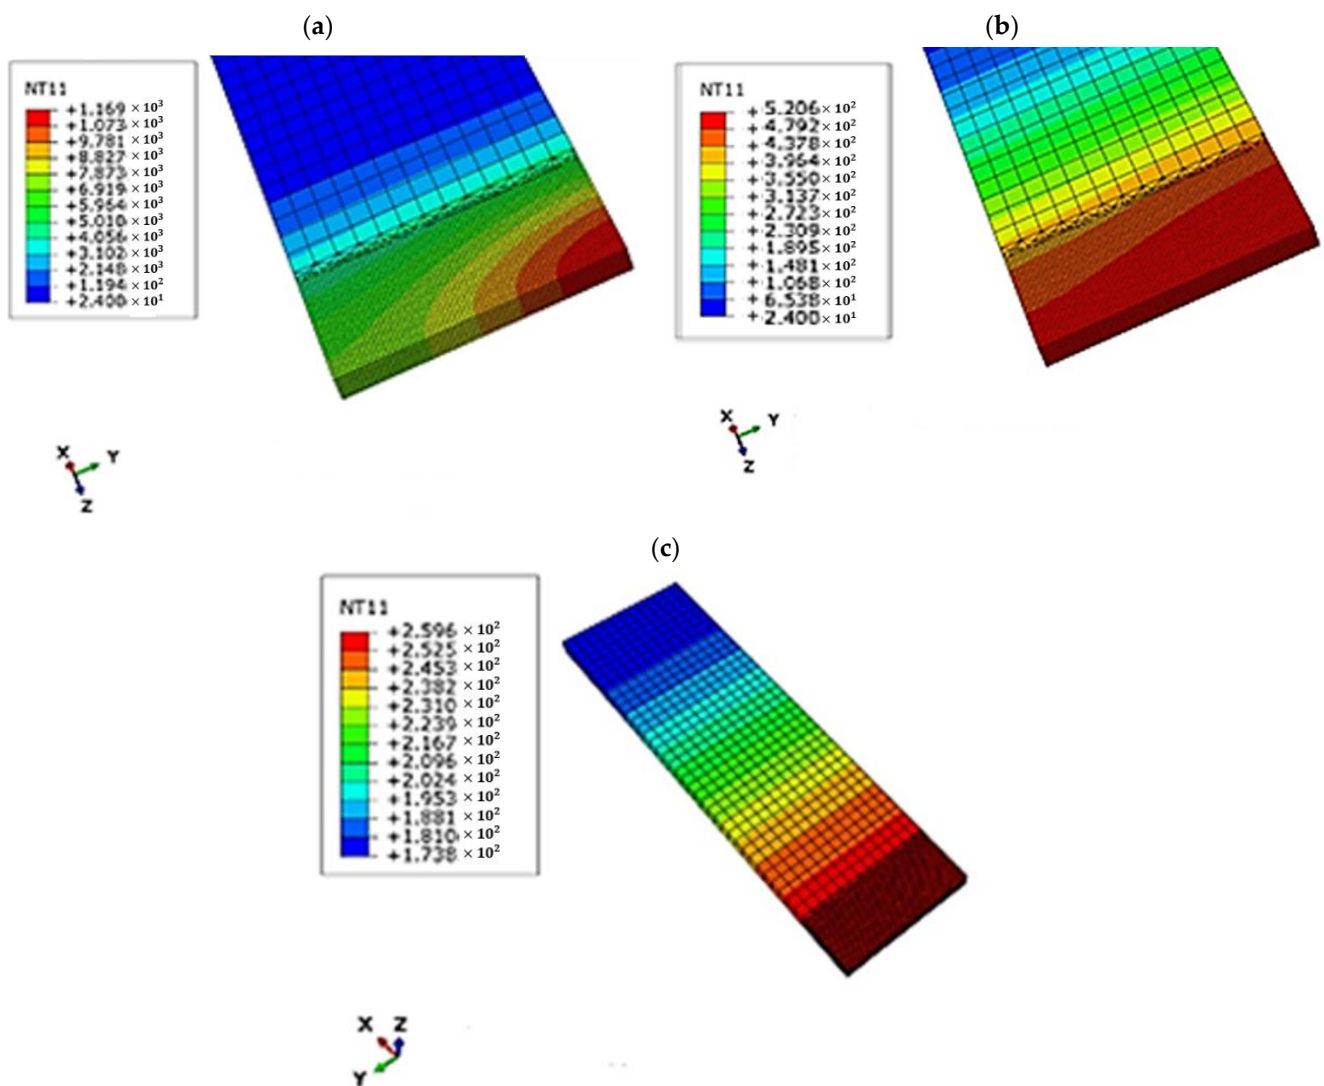 (a)
NT11
+1.169 × 10³
+1.073 × 10³
+9.781 × 10³
+8.827 × 10³
+7.873 × 10³
+6.919 × 10³
+5.964 × 10³
+5.010 × 10³
+4.056 × 10³
+3.102 × 10³
+2.148 × 10³
+1.194 × 10²
+2.400 × 10¹
X
Y
Z
(b)
NT11
+5.206 × 10²
+4.792 × 10²
+4.378 × 10²
+3.964 × 10²
+3.550 × 10²
+3.137 × 10²
+2.723 × 10²
+2.309 × 10²
+1.895 × 10²
+1.481 × 10²
+1.068 × 10²
+6.538 × 10¹
+2.400 × 10¹
X
Y
Z
(c)
NT11
+2.596 × 10²
+2.525 × 10²
+2.453 × 10²
+2.382 × 10²
+2.310 × 10²
+2.239 × 10²
+2.167 × 10²
+2.096 × 10²
+2.024 × 10²
+1.953 × 10²
+1.881 × 10²
+1.810 × 10²
+1.738 × 10²
X Z
Y